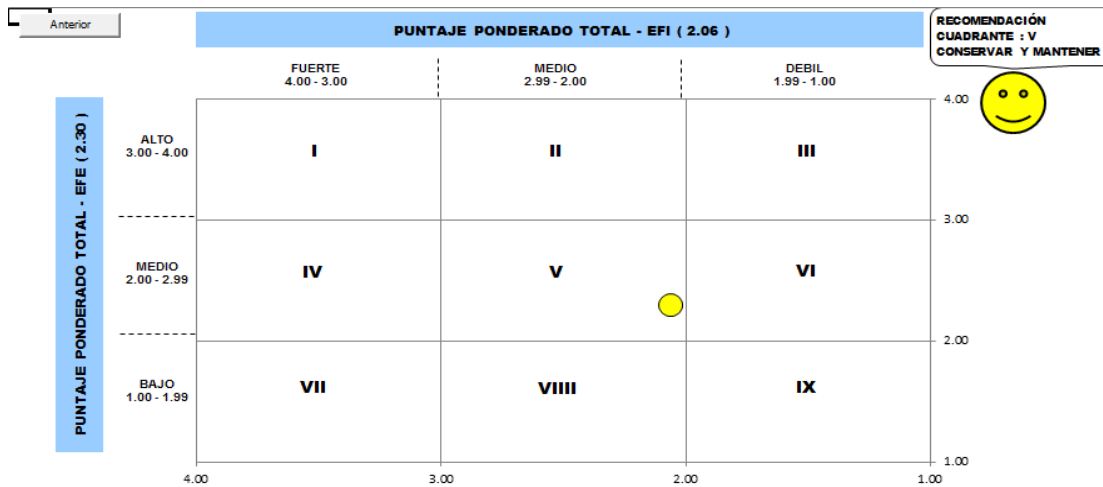 Anterior
PUNTAJE PONDERADO TOTAL - EFI ( 2.06 )
RECOMENDACIÓN
CUADRANTE : V
CONSERVAR Y MANTENER
FUERTE
4.00 - 3.00
MEDIO
2.99 - 2.00
DEBIL
1.99 - 1.00
PUNTAJE PONDERADO TOTAL - EFE ( 2.30 )
ALTO
3.00 - 4.00
I
II
III
4.00
3.00
MEDIO
2.00 - 2.99
IV
V
VI
2.00
BAJO
1.00 - 1.99
VII
VIIII
IX
1.00
4.00
3.00
2.00
1.00